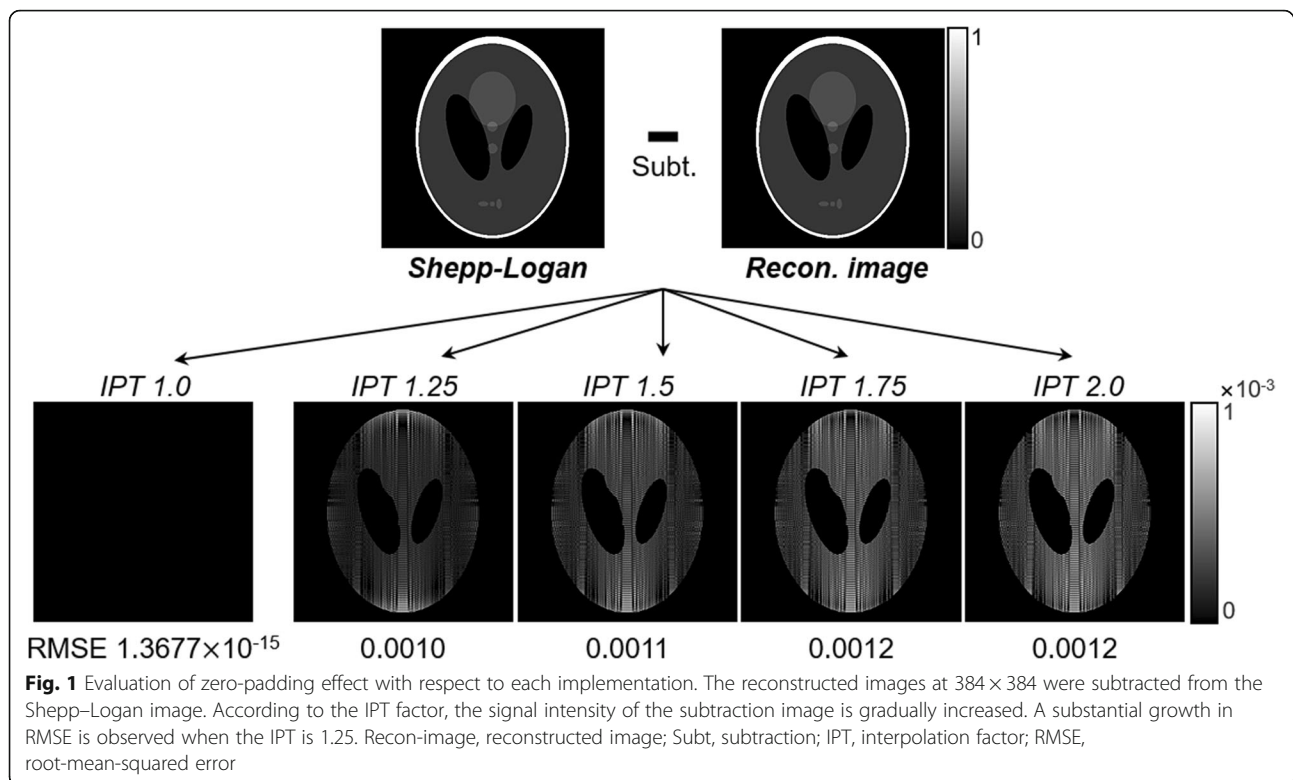 1
0
Subt.
Shepp-Logan Recon. image
IPT 1.0 IPT 1.25 IPT 1.5 IPT 1.75 IPT 2.0
×10-3
1
0
RMSE 1.3677×10-15 0.0010 0.0011 0.0012 0.0012
Fig. 1 Evaluation of zero-padding effect with respect to each implementation. The reconstructed images at 384 × 384 were subtracted from the
Shepp–Logan image. According to the IPT factor, the signal intensity of the subtraction image is gradually increased. A substantial growth in
RMSE is observed when the IPT is 1.25. Recon-image, reconstructed image; Subt, subtraction; IPT, interpolation factor; RMSE,
root-mean-squared error